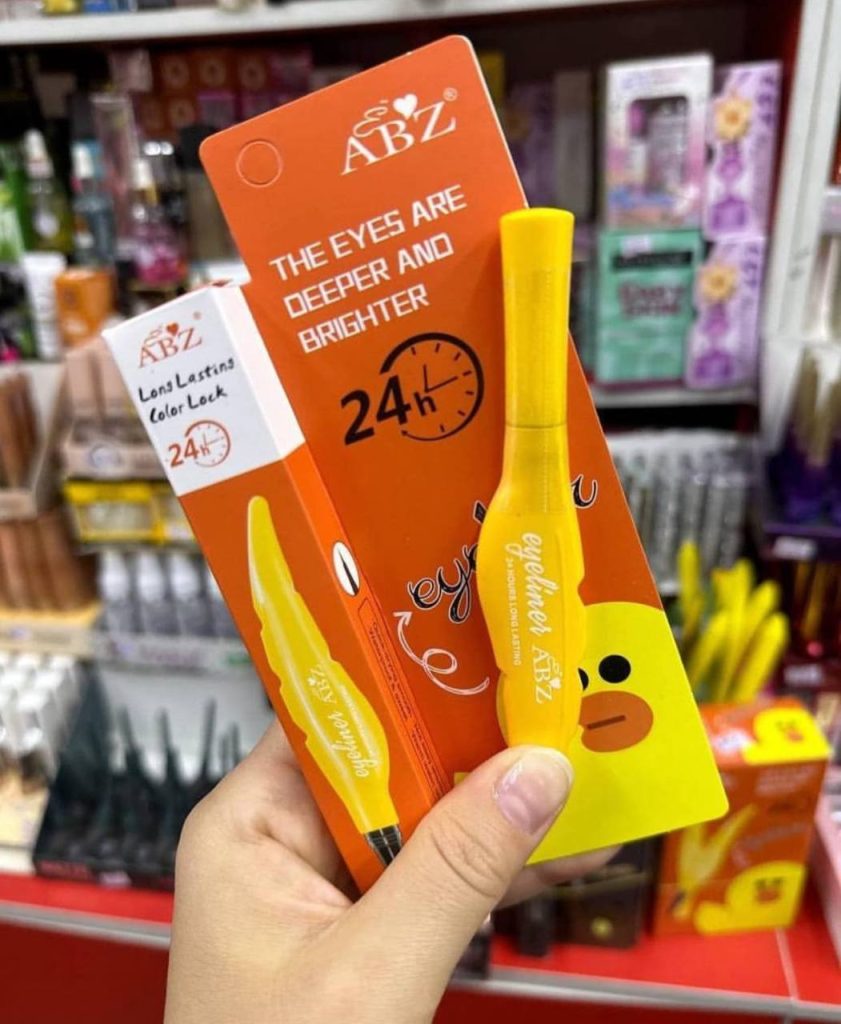 ABZ®
THE EYES ARE
DEEPER AND
BRIGHTER
24h
ABZ
Long Lasting
Color Lock
24h
eyeliner ABZ
eyeliner ABZ
24 HOURS LONG LASTING